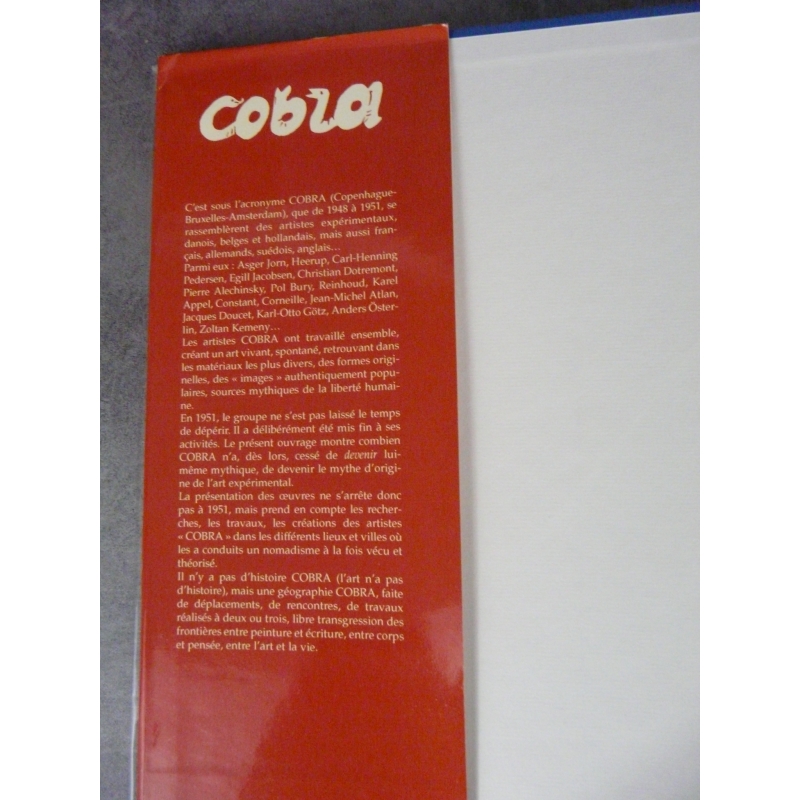 cobra
C'est sous l'acronyme COBRA (Copenhague-
Bruxelles-Amsterdam), que de 1948 à 1951, se
rassemblèrent des artistes expérimentaux,
danois, belges et hollandais, mais aussi fran-
çais, allemands, suédois, anglais...
Parmi eux : Asger Jorn, Heerup, Carl-Henning
Pedersen, Egill Jacobsen, Christian Dotremont,
Pierre Alechinsky, Pol Bury, Reinhoud, Karel
Appel, Constant, Corneille, Jean-Michel Atlan,
Jacques Doucet, Karl-Otto Götz, Anders Öster-
lin, Zoltan Kemeny...
Les artistes COBRA ont travaillé ensemble,
créant un art vivant, spontané, retrouvant dans
les matériaux les plus divers, des formes origi-
nelles, des « images » authentiquement popu-
laires, sources mythiques de la liberté humai-
ne.
En 1951, le groupe ne s'est pas laissé le temps
de dépérir. Il a délibérément été mis fin à ses
activités. Le présent ouvrage montre combien
COBRA n'a, dès lors, cessé de devenir lui-
même mythique, de devenir le mythe d'origi-
ne de l'art expérimental.
La présentation des œuvres ne s'arrête donc
pas à 1951, mais prend en compte les recher-
ches, les travaux, les créations des artistes
« COBRA » dans les différents lieux et villes où
les a conduits un nomadisme à la fois vécu et
théorisé.
Il n'y a pas d'histoire COBRA (l'art n'a pas
d'histoire), mais une géographie COBRA, faite
de déplacements, de rencontres, de travaux
réalisés à deux ou trois, libre transgression des
frontières entre peinture et écriture, entre corps
et pensée, entre l'art et la vie.